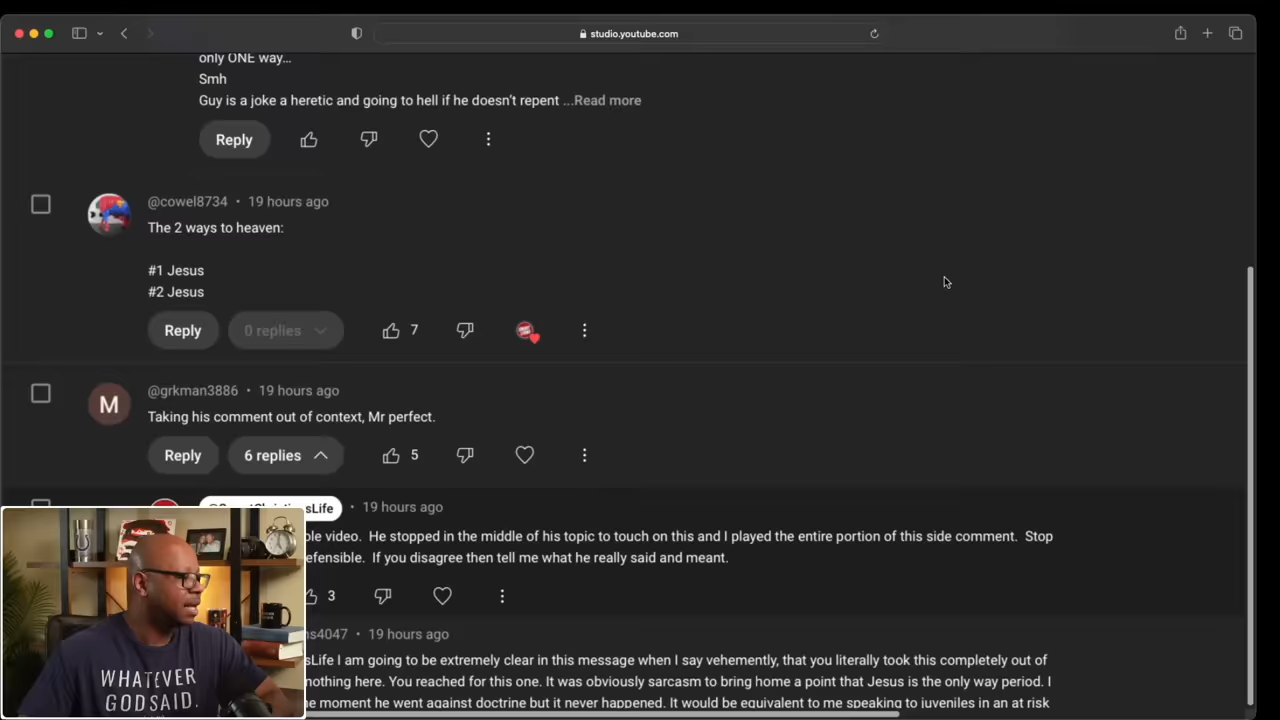 studio.youtube.com
only ONE way…
Smh
Guy is a joke a heretic and going to hell if he doesn't repent ...Read more
Reply
@cowel8734 • 19 hours ago
The 2 ways to heaven:
#1 Jesus
#2 Jesus
Reply 0 replies 7
M
@grkman3886 • 19 hours ago
Taking his comment out of context, Mr perfect.
Reply 6 replies 5
Life • 19 hours ago
video. He stopped in the middle of his topic to touch on this and I played the entire portion of this side comment. Stop
If you disagree then tell me what he really said and meant.
3
4047 • 19 hours ago
sLife I am going to be extremely clear in this message when I say vehemently, that you literally took this completely out of
nothing here. You reached for this one. It was obviously sarcasm to bring home a point that Jesus is the only way period. I
moment he went against doctrine but it never happened. It would be equivalent to me speaking to juveniles in an at risk
WHATEVER
GOD SAID.